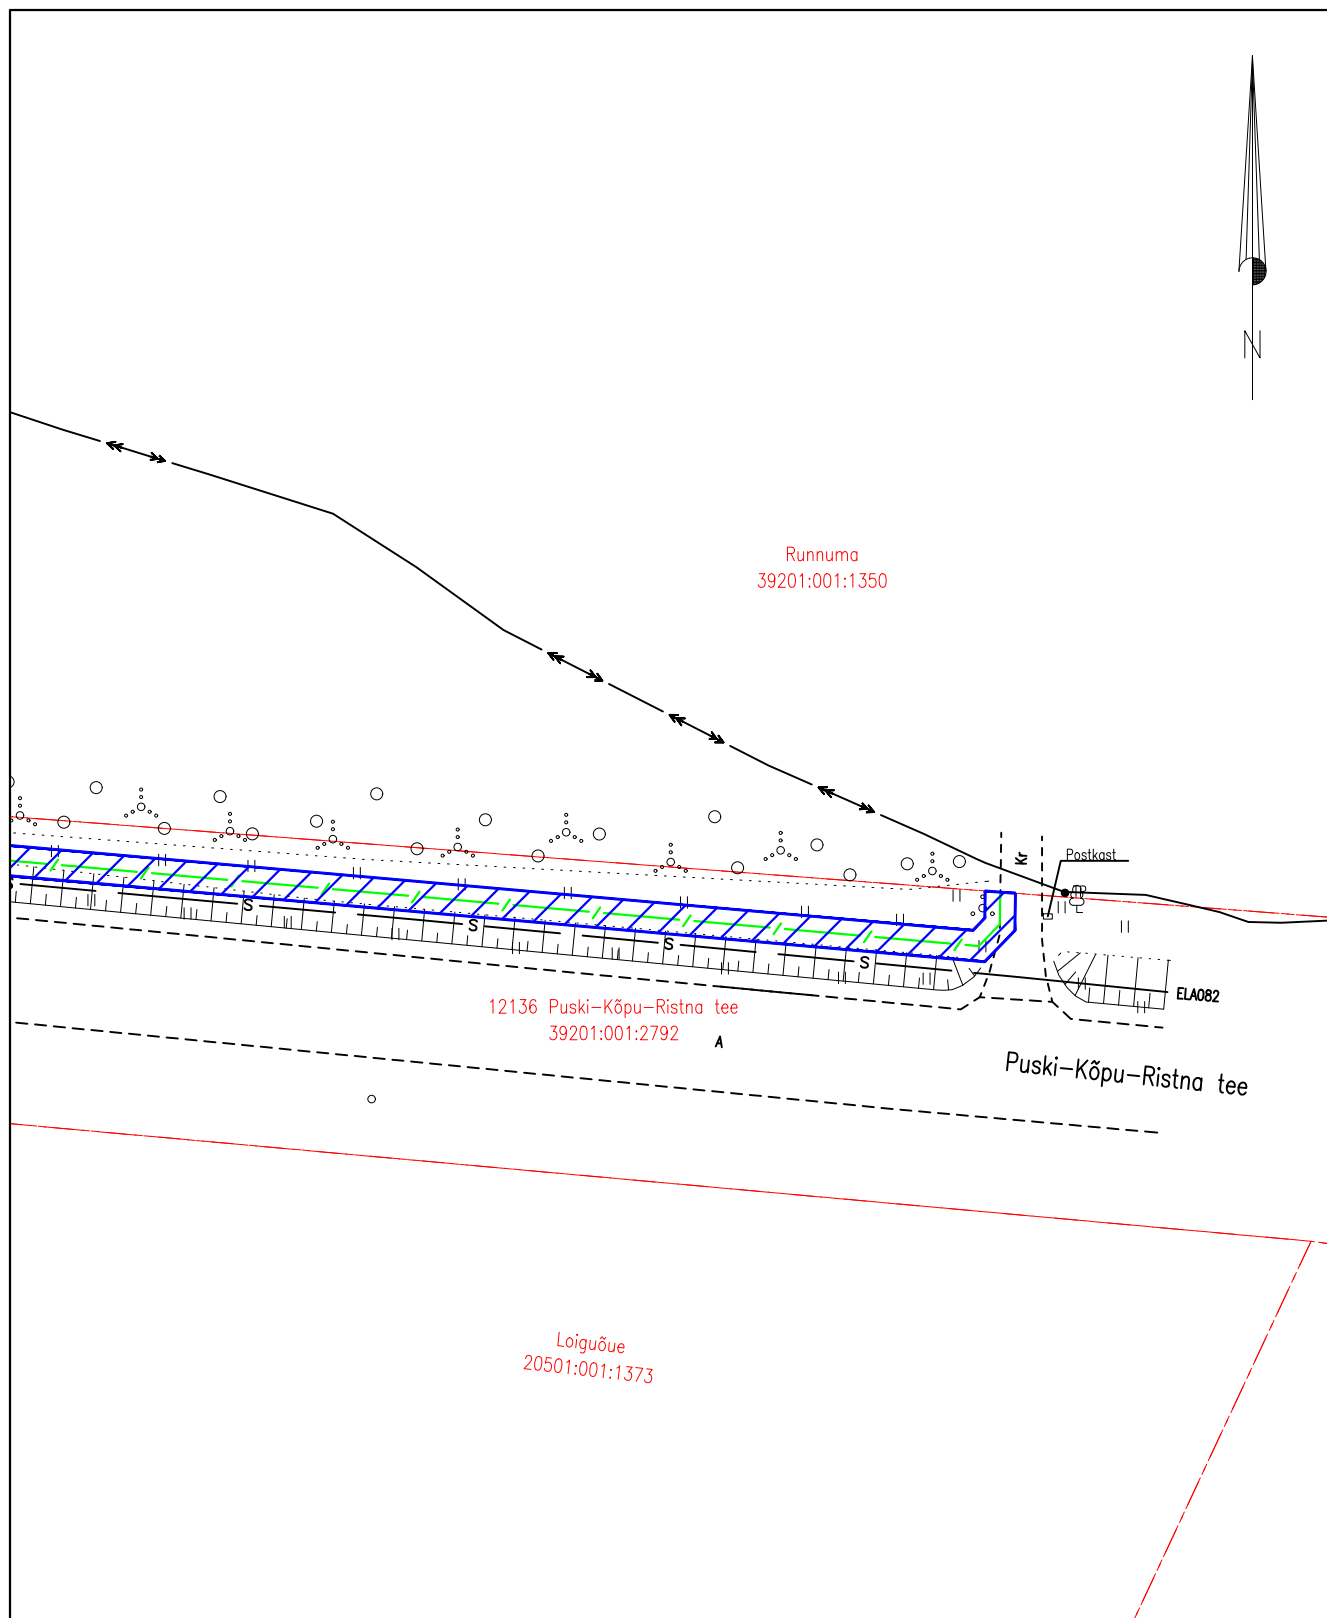 N
Runnuma
39201:001:1350
Kr
Postkast
S
S
S
S
ELA082
12136 Puski-Kõpu-Ristna tee
39201:001:2792
A
Puski-Kõpu-Ristna tee
Loiguõue
20501:001:1373